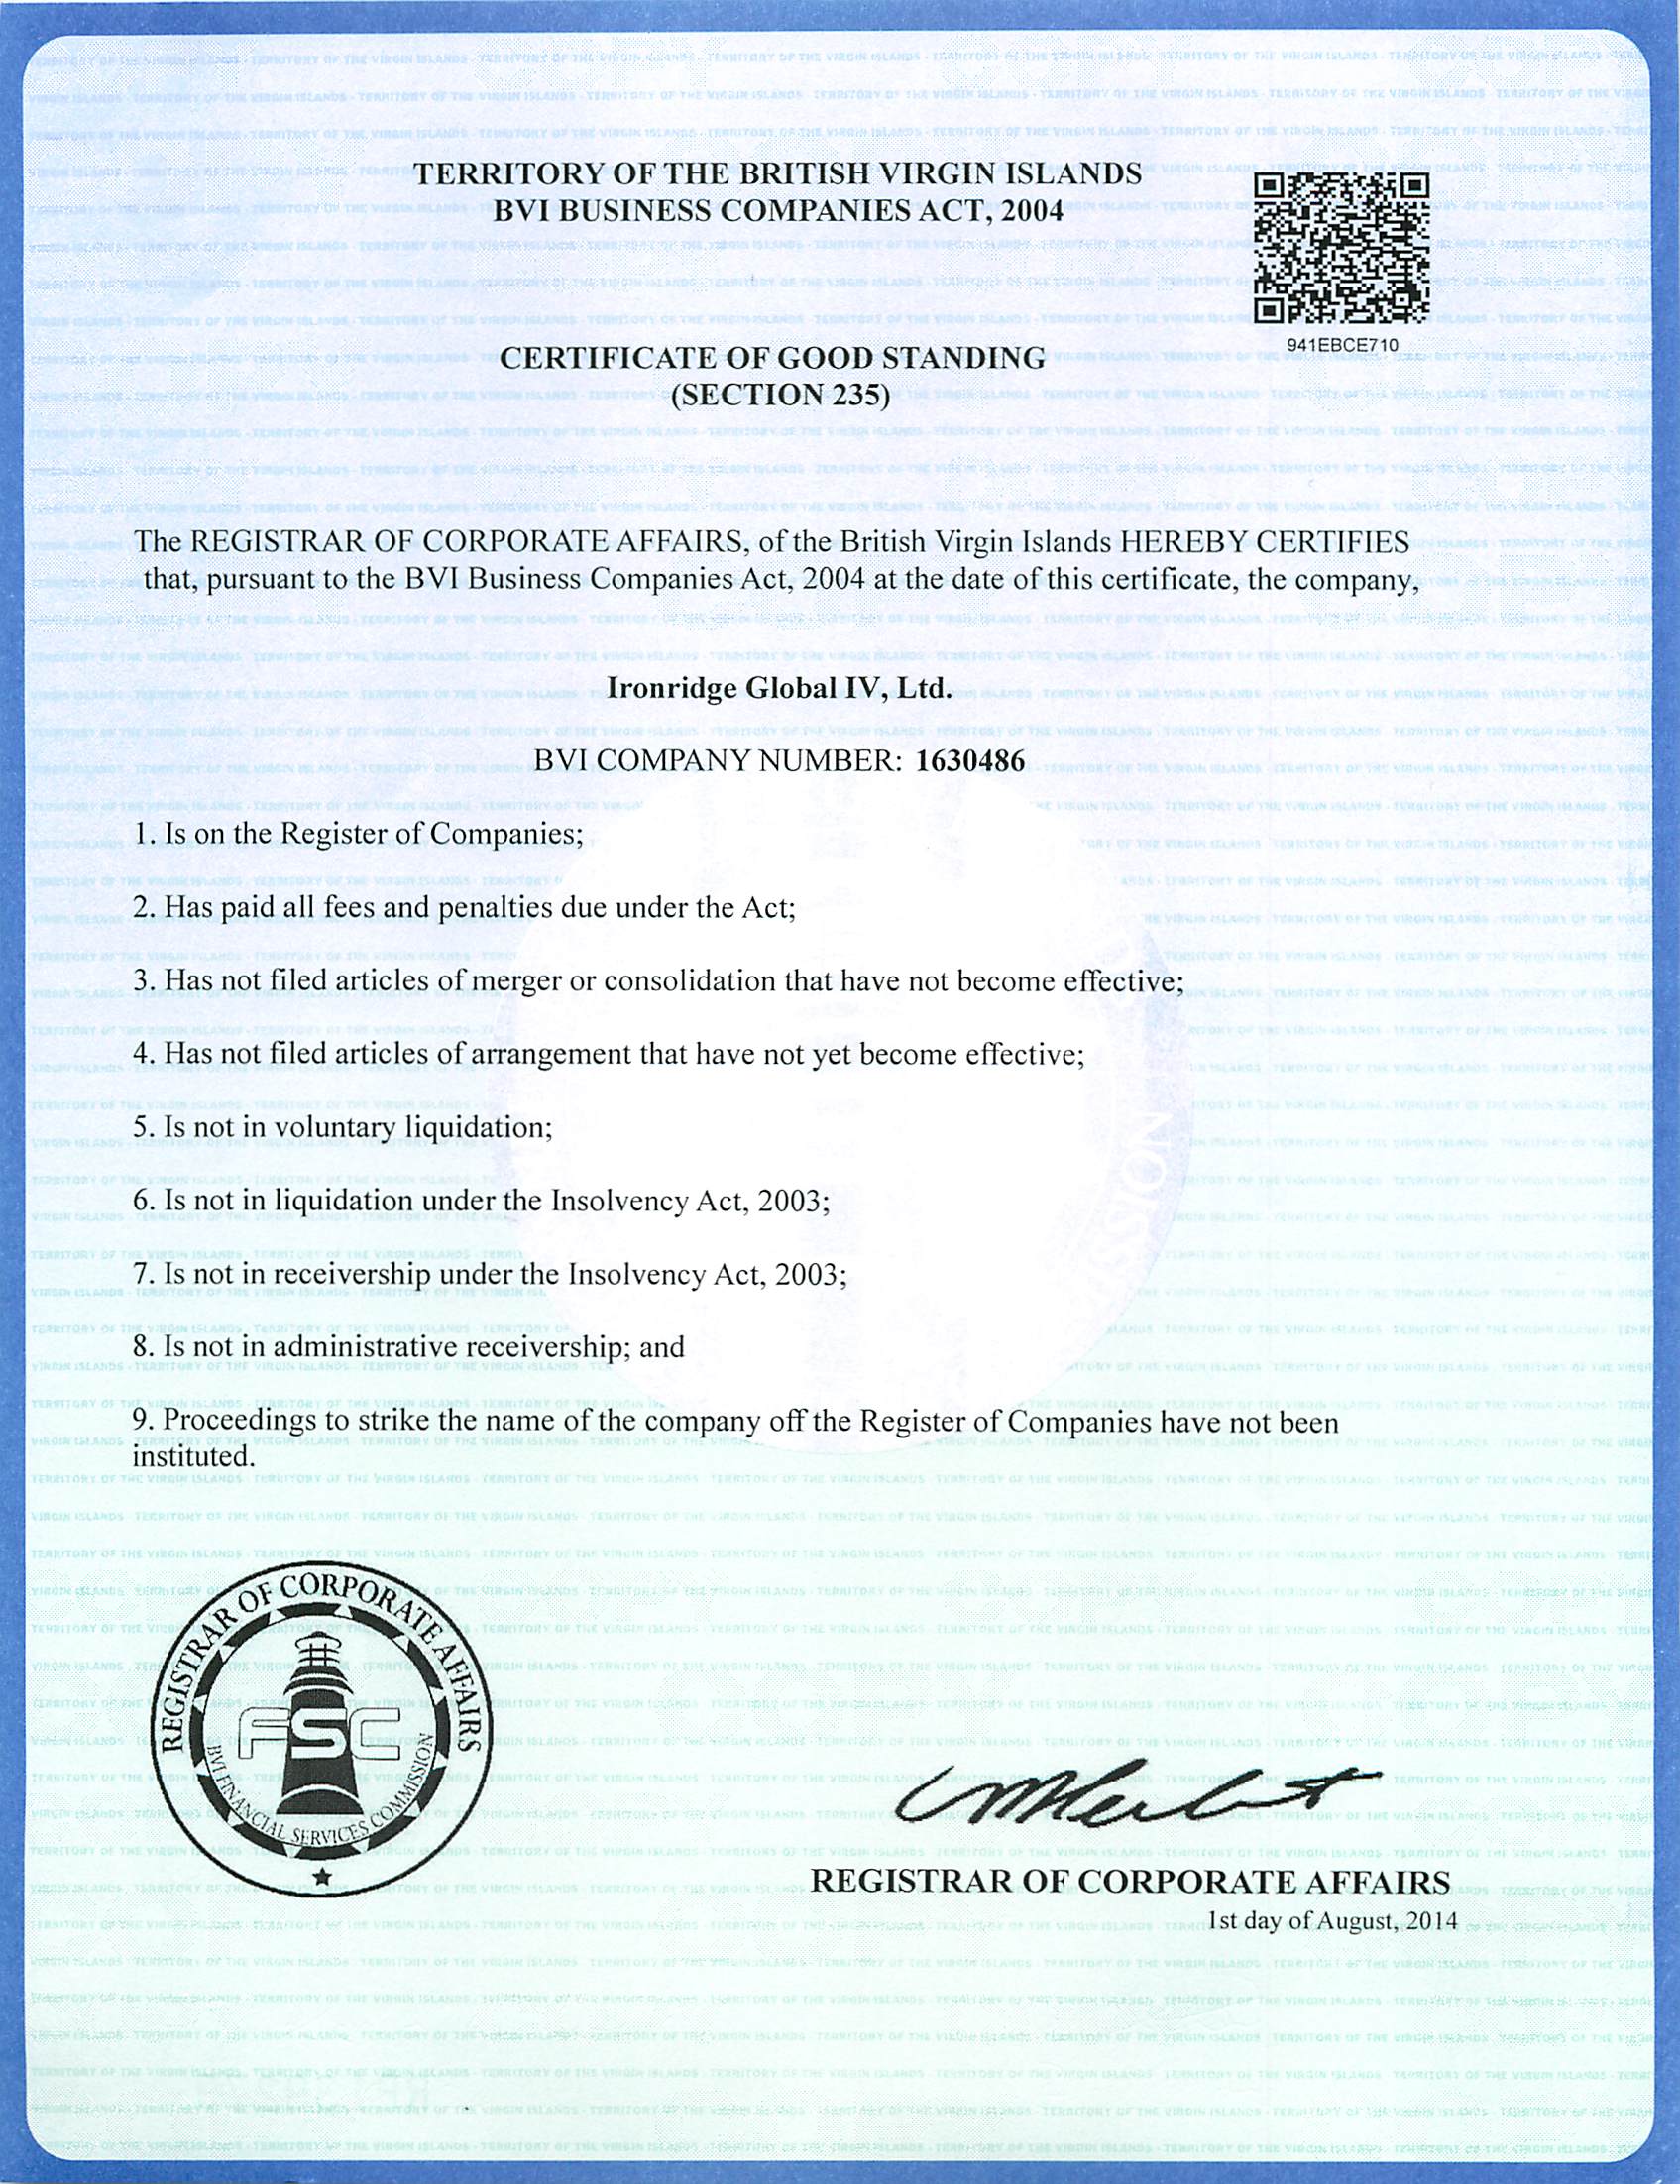 TERRITORY OF THE BRITISH VIRGIN ISLANDS
BVI BUSINESS COMPANIES ACT, 2004
941EBCE710
CERTIFICATE OF GOOD STANDING
(SECTION 235)
The REGISTRAR OF CORPORATE AFFAIRS, of the British Virgin Islands HEREBY CERTIFIES
that, pursuant to the BVI Business Companies Act, 2004 at the date of this certificate, the company,
Ironridge Global IV, Ltd.
BVI COMPANY NUMBER: 1630486
1. Is on the Register of Companies;
2. Has paid all fees and penalties due under the Act;
3. Has not filed articles of merger or consolidation that have not become effective;
4. Has not filed articles of arrangement that have not yet become effective;
5. Is not in voluntary liquidation;
6. Is not in liquidation under the Insolvency Act, 2003;
7. Is not in receivership under the Insolvency Act, 2003;
8. Is not in administrative receivership; and
9. Proceedings to strike the name of the company off the Register of Companies have not been
instituted.
REGISTRAR OF CORPORATE AFFAIRS
FSC
BVI FINANCIAL SERVICES COMMISSION
REGISTRAR OF CORPORATE AFFAIRS
1st day of August, 2014